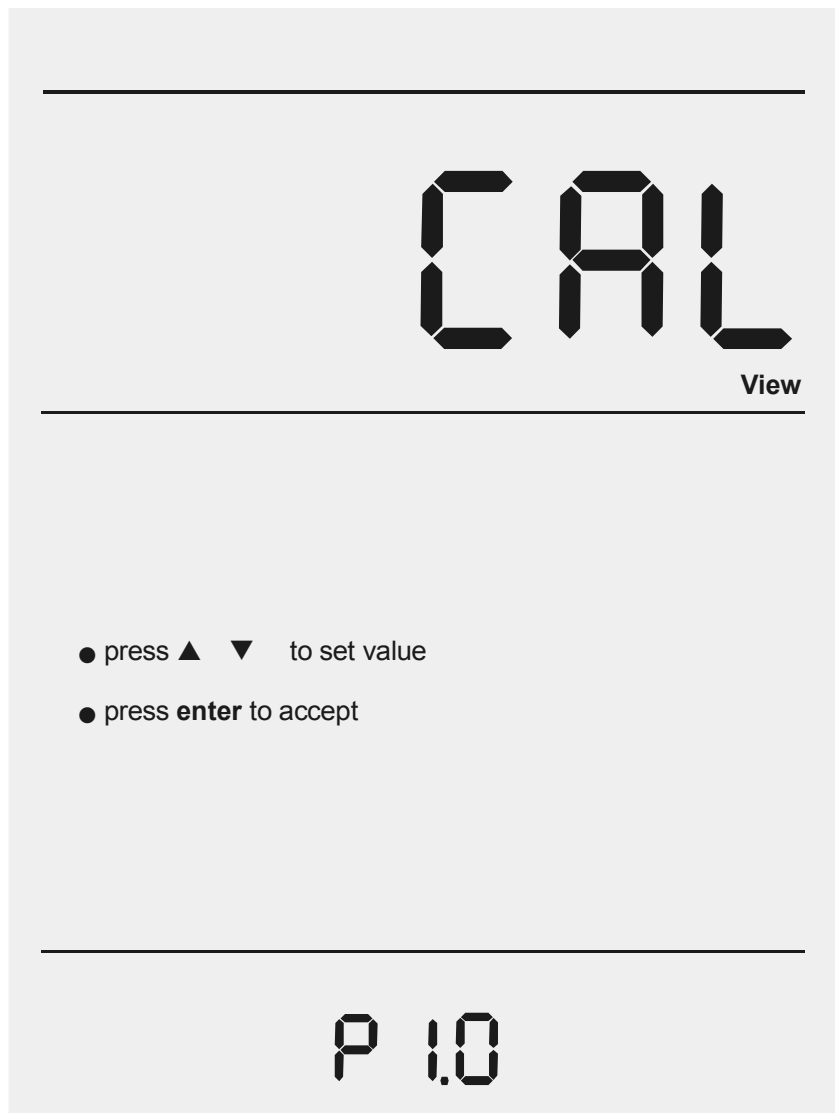 CAL
View
● press ▲ ▼ to set value
● press enter to accept
P 1.0